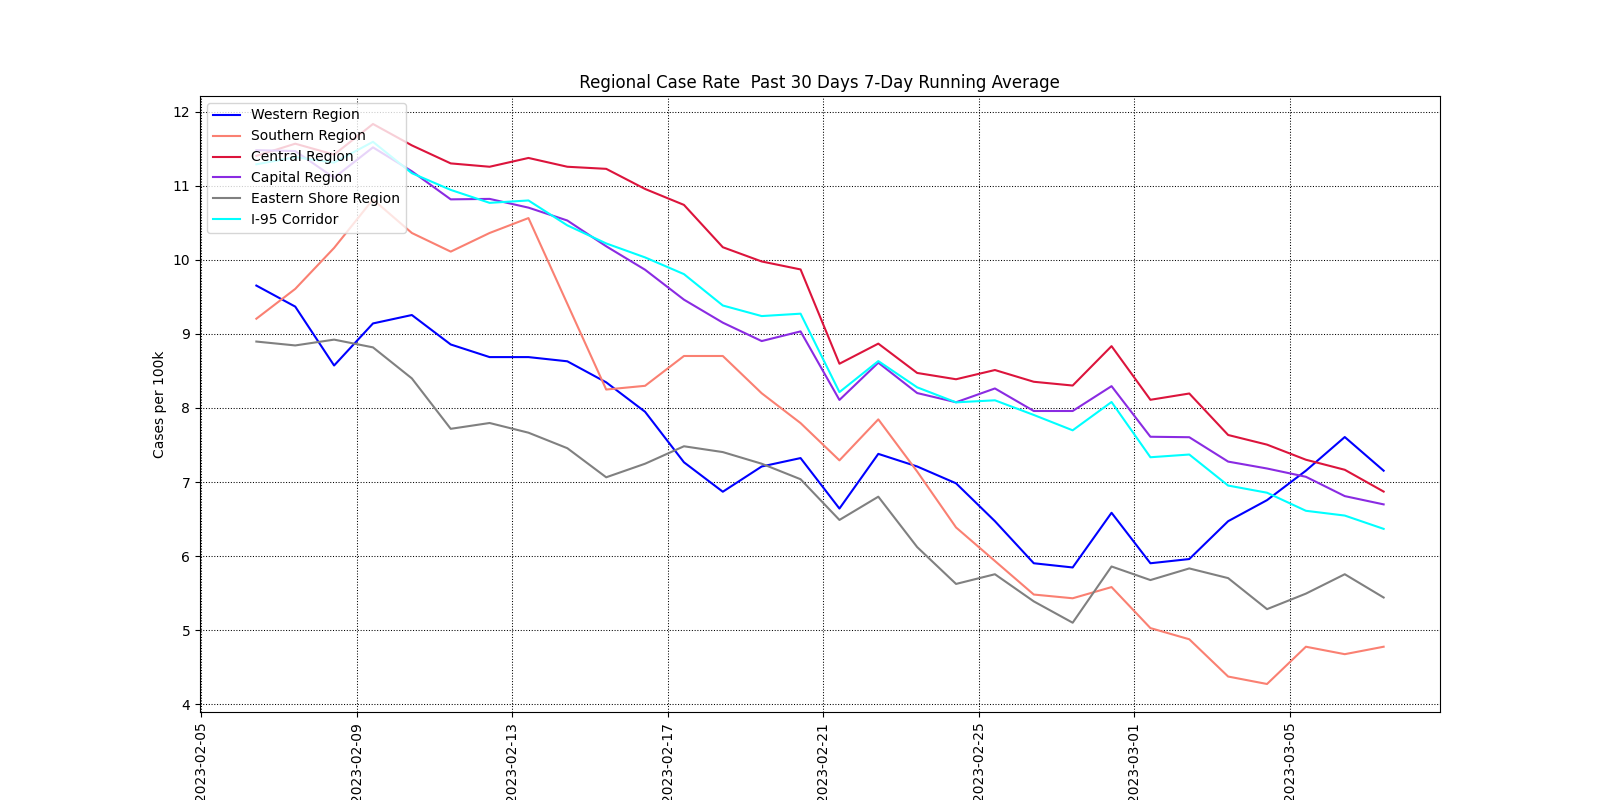 Regional Case Rate  Past 30 Days 7-Day Running Average
12
11
10
9
8
7
6
5
4
Cases per 100k
Western Region
Southern Region
Central Region
Capital Region
Eastern Shore Region
I-95 Corridor
2023-02-05
2023-02-09
2023-02-13
2023-02-17
2023-02-21
2023-02-25
2023-03-01
2023-03-05